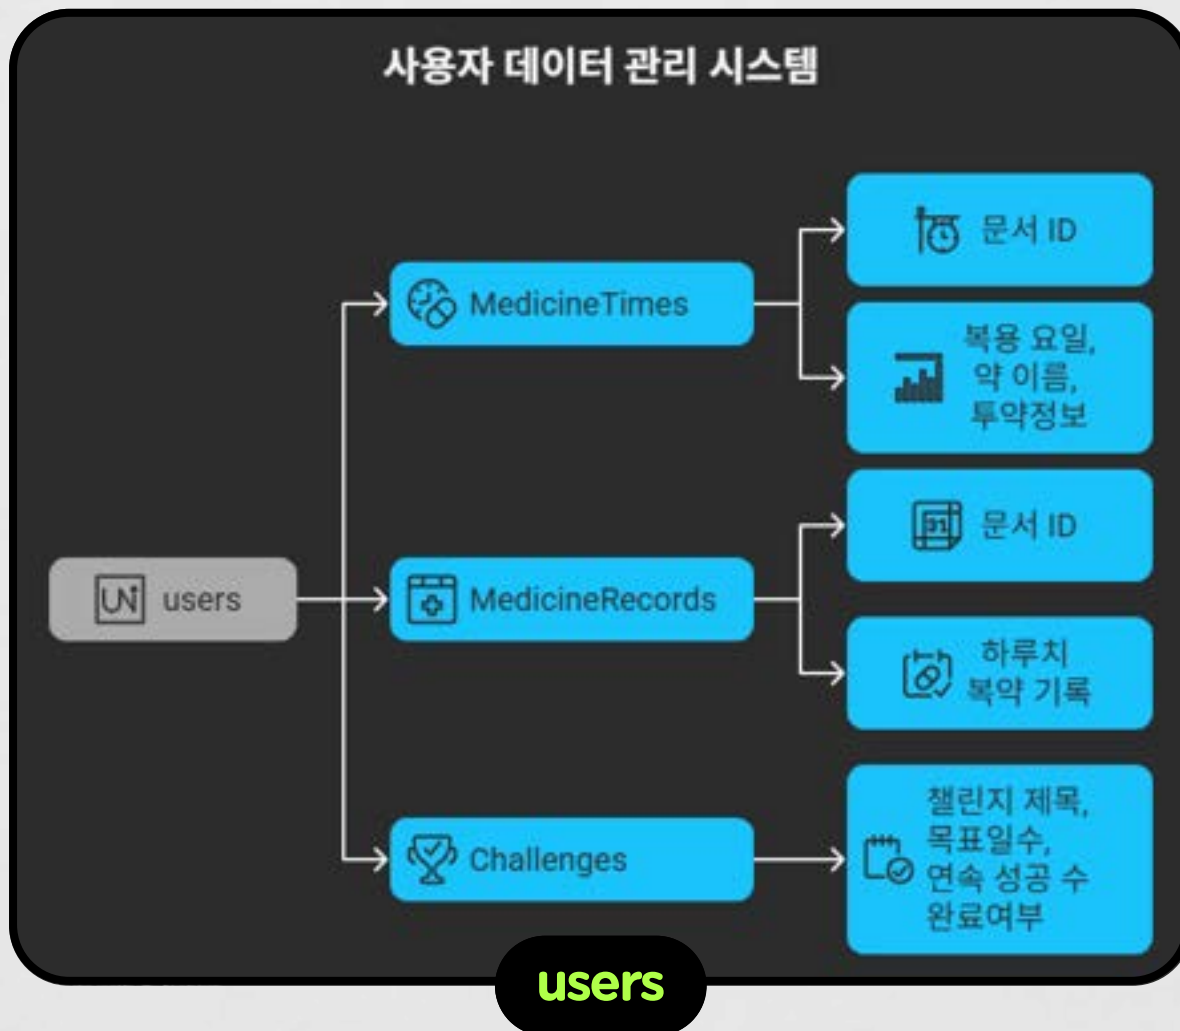 사용자 데이터 관리 시스템
문서 ID
MedicineTimes
복용 요일,
약 이름,
투약정보
문서 ID
users
MedicineRecords
하루치
복약 기록
챌린지 제목,
목표일수,
Challenges
연속 성공 수
완료여부
users